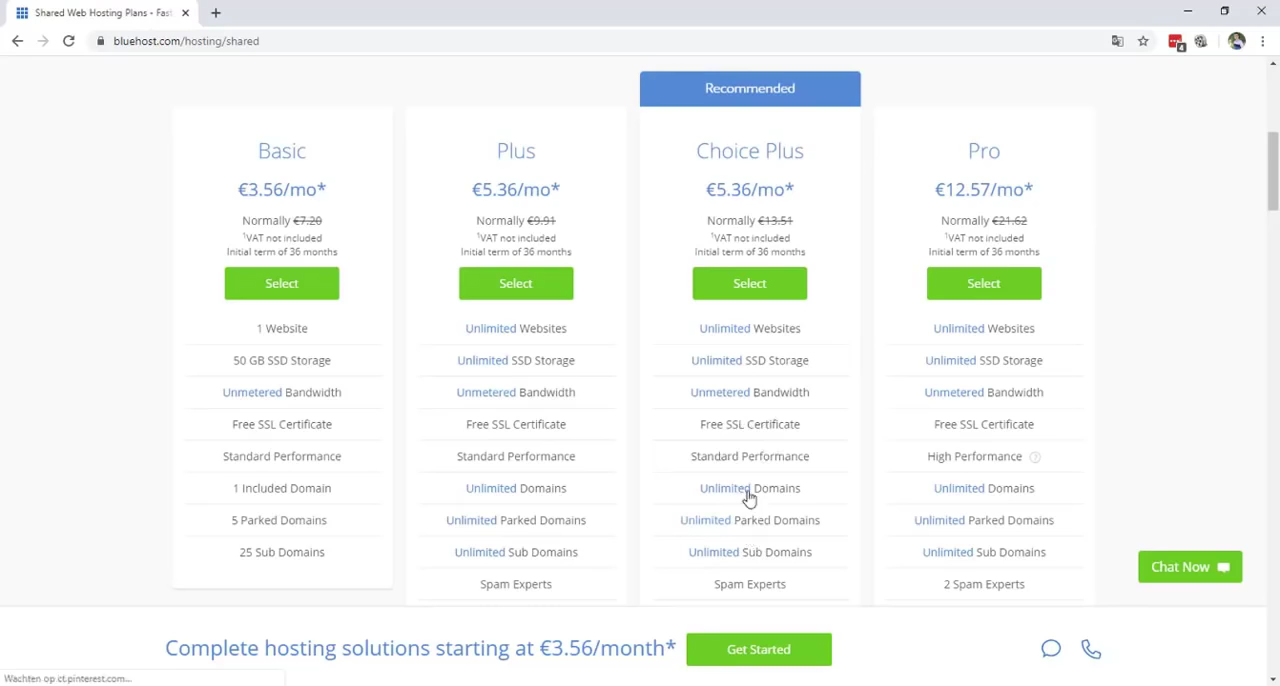 Shared Web Hosting Plans - Fas
bluehost.com/hosting/shared
4
Recommended
Basic
€3.56/mo*
Normally €7.20
¹VAT not included
Initial term of 36 months
Select
1 Website
50 GB SSD Storage
Unmetered Bandwidth
Free SSL Certificate
Standard Performance
1 Included Domain
5 Parked Domains
25 Sub Domains
Plus
€5.36/mo*
Normally €9.91
¹VAT not included
Initial term of 36 months
Select
Unlimited Websites
Unlimited SSD Storage
Unmetered Bandwidth
Free SSL Certificate
Standard Performance
Unlimited Domains
Unlimited Parked Domains
Unlimited Sub Domains
Spam Experts
Choice Plus
€5.36/mo*
Normally €13.51
¹VAT not included
Initial term of 36 months
Select
Unlimited Websites
Unlimited SSD Storage
Unmetered Bandwidth
Free SSL Certificate
Standard Performance
Unlimited Domains
Unlimited Parked Domains
Unlimited Sub Domains
Spam Experts
Pro
€12.57/mo*
Normally €21.62
¹VAT not included
Initial term of 36 months
Select
Unlimited Websites
Unlimited SSD Storage
Unmetered Bandwidth
Free SSL Certificate
High Performance ?
Unlimited Domains
Unlimited Parked Domains
Unlimited Sub Domains
2 Spam Experts
Chat Now
Complete hosting solutions starting at €3.56/month*
Get Started
Wachten op ct.pinterest.com...